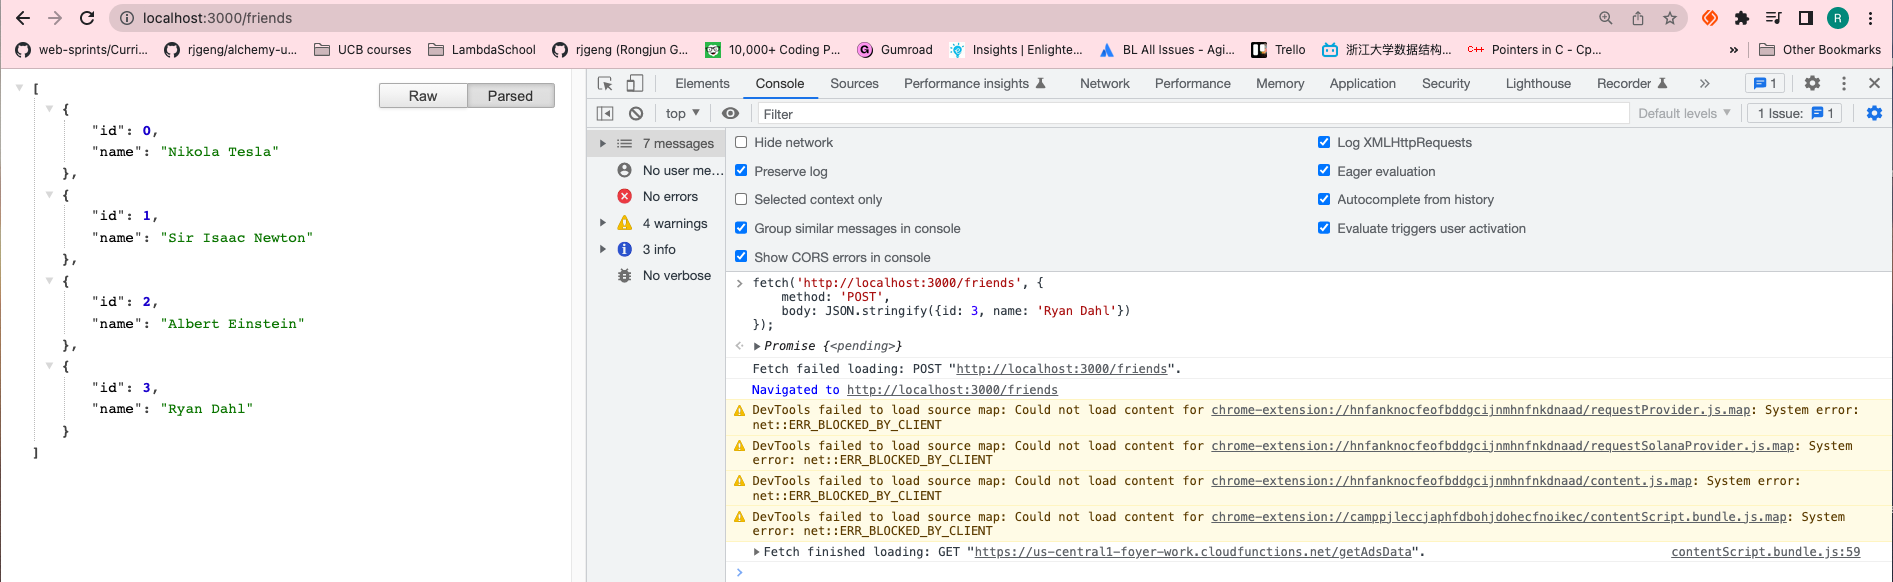 localhost:3000/friends
R
web-sprints/Curri...
rjgeng/alchemy-u...
UCB courses
LambdaSchool
rjgeng (Rongjun G...
10,000+ Coding P...
Gumroad
Insights | Enlighte...
BL All Issues - Agi...
Trello
浙江大学数据结构...
C++
Pointers in C - Cp...
»
Other Bookmarks
Raw
Parsed
[
{
"id": 0,
"name": "Nikola Tesla"
},
{
"id": 1,
"name": "Sir Isaac Newton"
},
{
"id": 2,
"name": "Albert Einstein"
},
{
"id": 3,
"name": "Ryan Dahl"
}
]
Elements
Console
Sources
Performance insights
Network
Performance
Memory
Application
Security
Lighthouse
Recorder
»
1
top
Filter
Default levels
1 Issue: 1
7 messages
No user me...
No errors
4 warnings
3 info
No verbose
Hide network
Preserve log
Selected context only
Group similar messages in console
Show CORS errors in console
Log XMLHttpRequests
Eager evaluation
Autocomplete from history
Evaluate triggers user activation
fetch('http://localhost:3000/friends', {
method: 'POST',
body: JSON.stringify({id: 3, name: 'Ryan Dahl'})
});
Promise {<pending>}
Fetch failed loading: POST "http://localhost:3000/friends".
Navigated to http://localhost:3000/friends
DevTools failed to load source map: Could not load content for chrome-extension://hnfanknocfeofbddgcijnmhnfnkdnaad/requestProvider.js.map: System error:
net::ERR_BLOCKED_BY_CLIENT
DevTools failed to load source map: Could not load content for chrome-extension://hnfanknocfeofbddgcijnmhnfnkdnaad/requestSolanaProvider.js.map: System
error: net::ERR_BLOCKED_BY_CLIENT
DevTools failed to load source map: Could not load content for chrome-extension://hnfanknocfeofbddgcijnmhnfnkdnaad/content.js.map: System error:
net::ERR_BLOCKED_BY_CLIENT
DevTools failed to load source map: Could not load content for chrome-extension://camppjleccjaphfdbohjdohecfnoikec/contentScript.bundle.js.map: System
error: net::ERR_BLOCKED_BY_CLIENT
Fetch finished loading: GET "https://us-central1-foyer-work.cloudfunctions.net/getAdsData".
contentScript.bundle.js:59